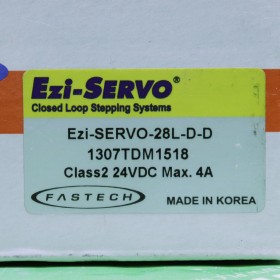 Ezi-SERVO®
Closed Loop Stepping Systems
Ezi-SERVO-28L-D-D
1307TDM1518
Class2 24VDC Max. 4A
FASTECH
MADE IN KOREA